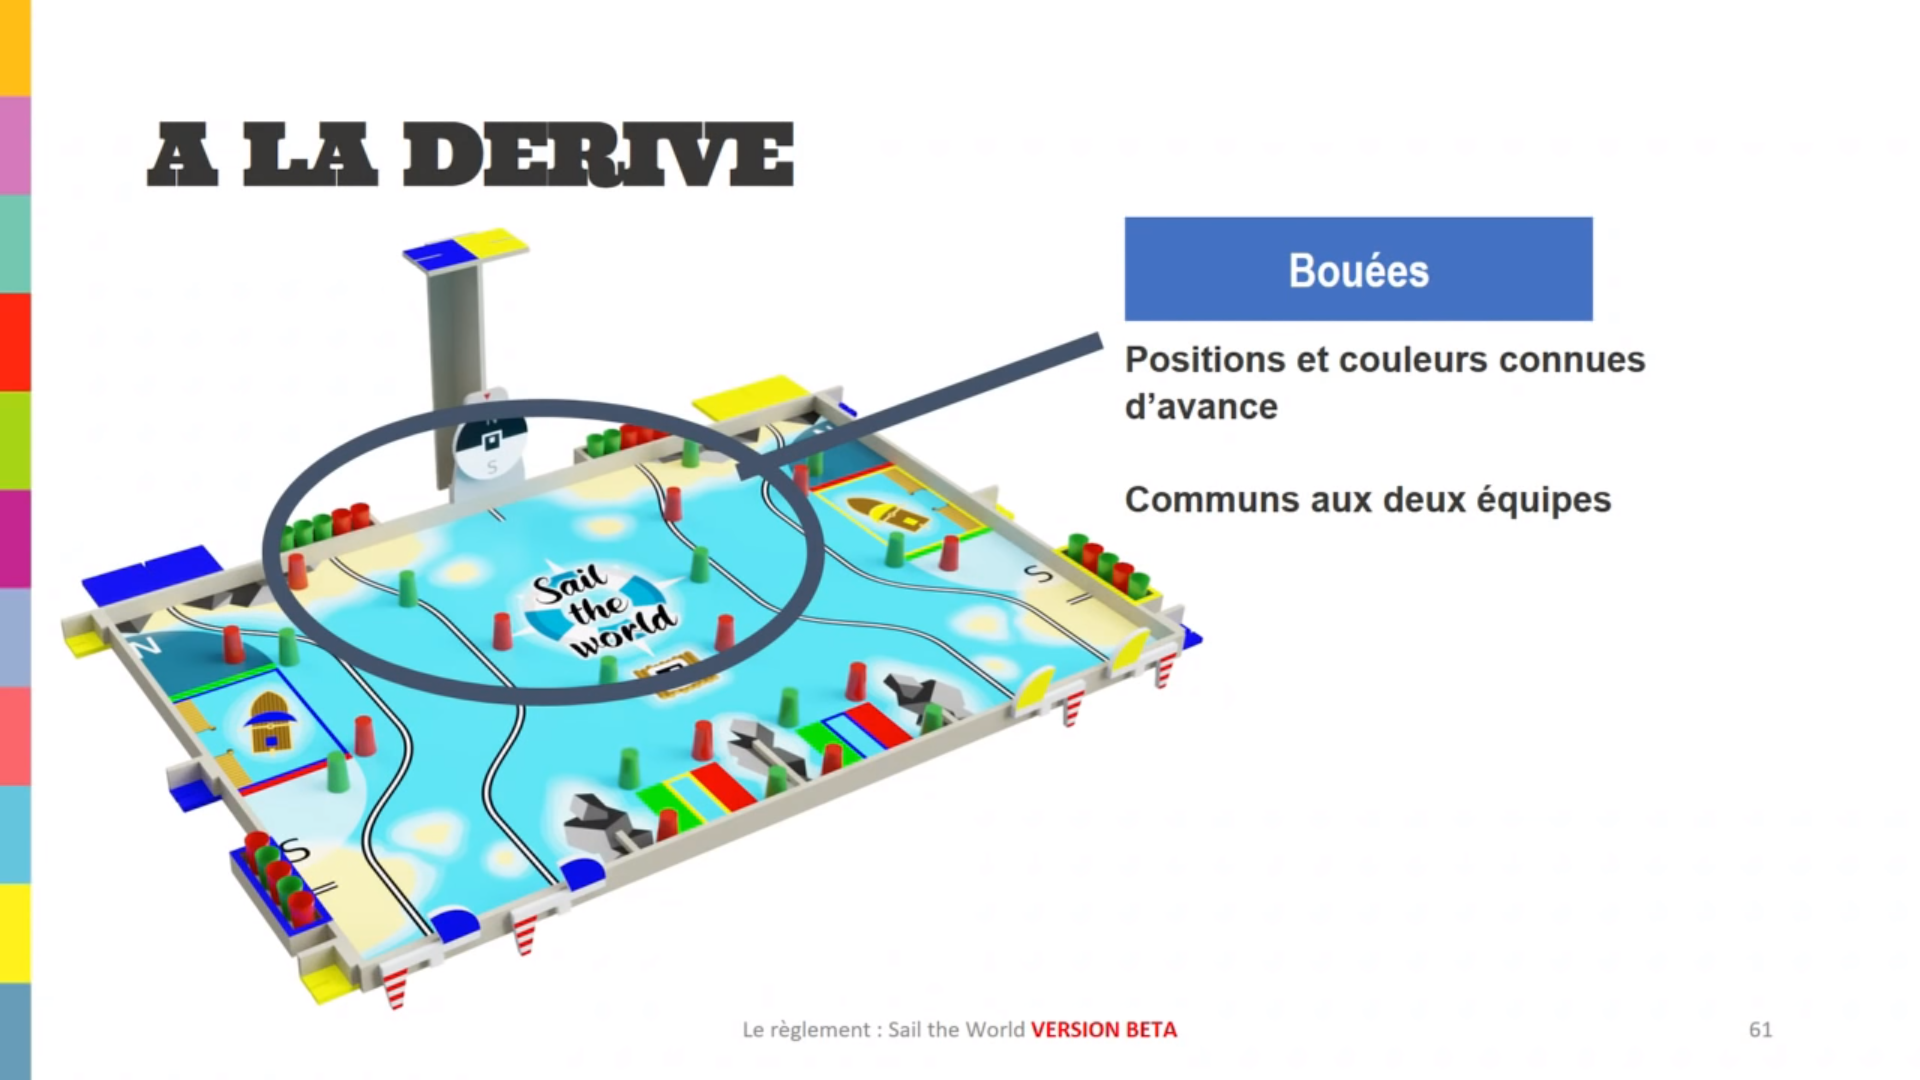 A LA DERIVE
Bouées
Positions et couleurs connues
d’avance
Communs aux deux équipes
N
S
Sail
the
world
N
S
S
Le règlement : Sail the World VERSION BETA
61